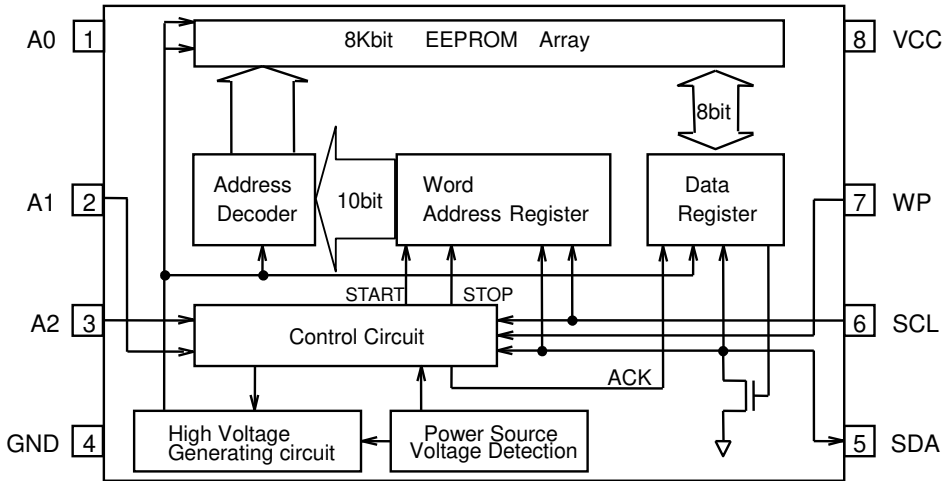 A0 1
8Kbit EEPROM Array
8 VCC
8bit
A1 2
Address
Decoder
10bit
Word
Address Register
Data
Register
7 WP
START
STOP
A2 3
Control Circuit
6 SCL
ACK
GND 4
High Voltage
Generating circuit
Power Source
Voltage Detection
5 SDA